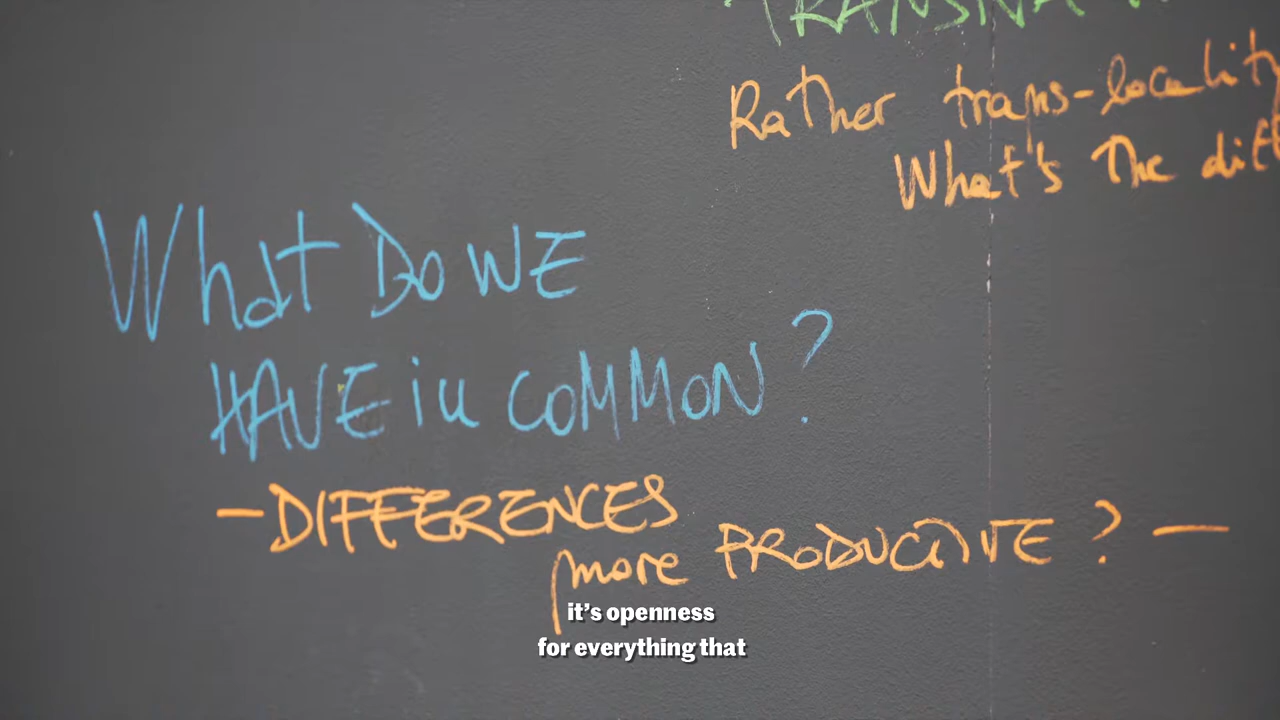 Rather trans-locality
What's The
What DO WE
HAVE in COMMON?
- DIFFERENCES
more PRODUCTIVE? -
it's openness
for everything that